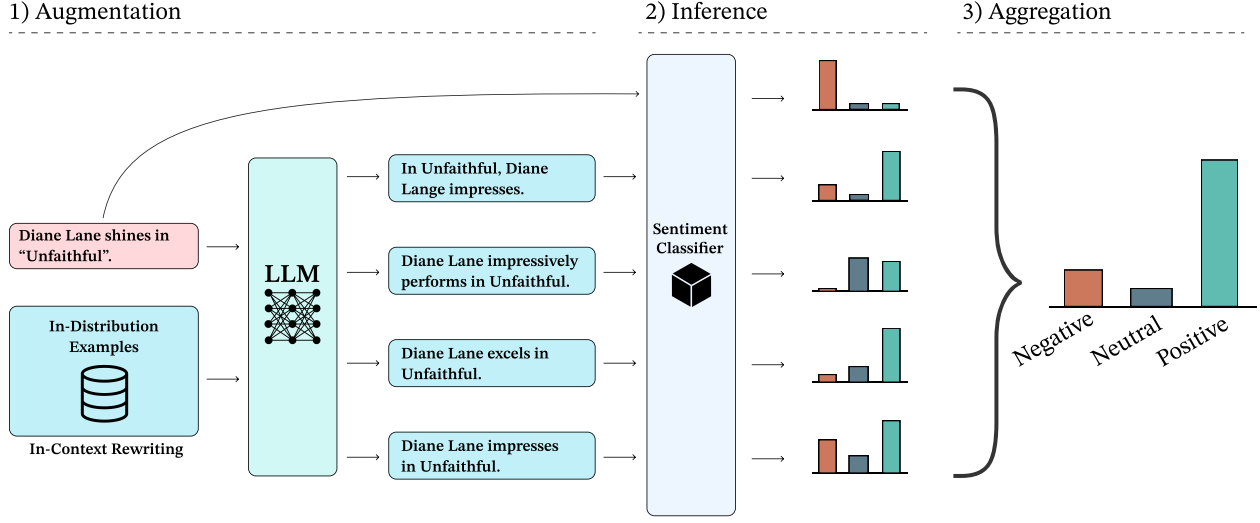 1) Augmentation
2) Inference
3) Aggregation
Diane Lane shines in
“Unfaithful”.
In-Distribution
Examples
In-Context Rewriting
LLM
In Unfaithful, Diane
Lange impresses.
Diane Lane impressively
performs in Unfaithful.
Diane Lane excels in
Unfaithful.
Diane Lane impresses
in Unfaithful.
Sentiment
Classifier
Negative
Neutral
Positive